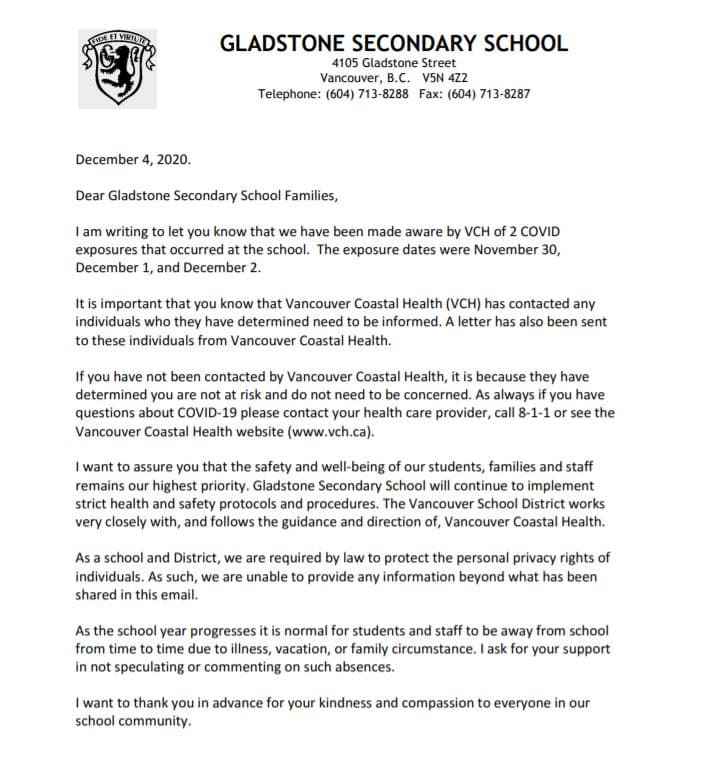 FIDE ET VIRTUTE
G S
GLADSTONE SECONDARY SCHOOL
4105 Gladstone Street
Vancouver, B.C. V5N 4Z2
Telephone: (604) 713-8288 Fax: (604) 713-8287
December 4, 2020.
Dear Gladstone Secondary School Families,
I am writing to let you know that we have been made aware by VCH of 2 COVID
exposures that occurred at the school. The exposure dates were November 30,
December 1, and December 2.
It is important that you know that Vancouver Coastal Health (VCH) has contacted any
individuals who they have determined need to be informed. A letter has also been sent
to these individuals from Vancouver Coastal Health.
If you have not been contacted by Vancouver Coastal Health, it is because they have
determined you are not at risk and do not need to be concerned. As always if you have
questions about COVID-19 please contact your health care provider, call 8-1-1 or see the
Vancouver Coastal Health website (www.vch.ca).
I want to assure you that the safety and well-being of our students, families and staff
remains our highest priority. Gladstone Secondary School will continue to implement
strict health and safety protocols and procedures. The Vancouver School District works
very closely with, and follows the guidance and direction of, Vancouver Coastal Health.
As a school and District, we are required by law to protect the personal privacy rights of
individuals. As such, we are unable to provide any information beyond what has been
shared in this email.
As the school year progresses it is normal for students and staff to be away from school
from time to time due to illness, vacation, or family circumstance. I ask for your support
in not speculating or commenting on such absences.
I want to thank you in advance for your kindness and compassion to everyone in our
school community.